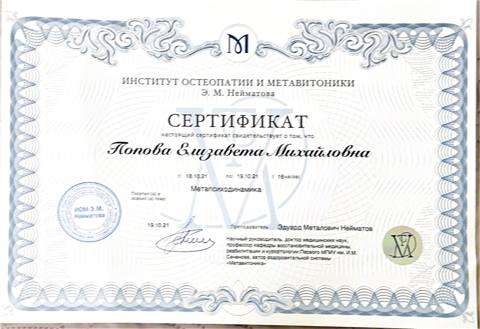 ИНСТИТУТ ОСТЕОПАТИИ И МЕТАВИТОНИКИ
Э. М. Нейматова
СЕРТИФИКАТ
настоящий сертификат свидетельствует о том, что
Попова Елизавета Михайловна
с 18.10.21 по 19.10.21 ( 16часов)
Метапсиходинамика
ИОМ Э.М.
Нейматова
19.10.21
Преподаватель Эдуард Металович Нейматов
Научный руководитель, доктор медицинских наук,
профессор кафедры восстановительной медицины,
реабилитации и курортологии Первого МГМУ им. И.М.
Сеченова, автор оздоровительной системы
«Метавитоника»